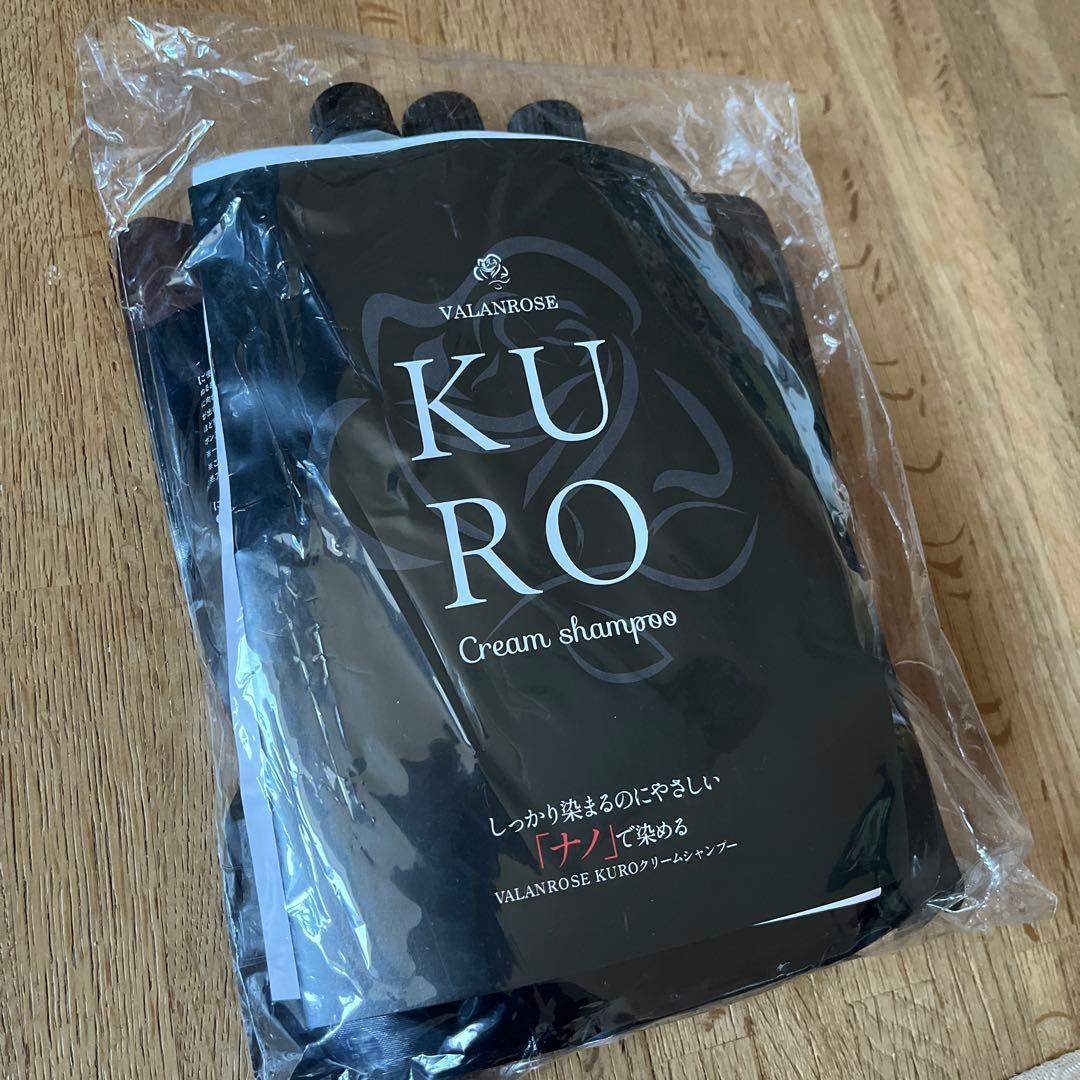 VALANROSE
KU
RO
Cream shampoo
しっかり染まるのにやさしい
「ナノ」で染める
VALANROSE KUROクリームシャンプー